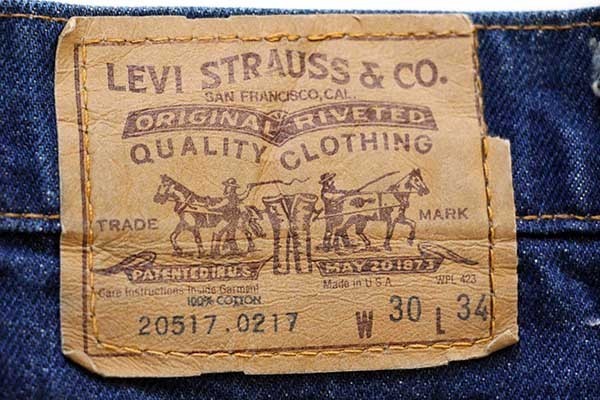 LEVI STRAUSS & CO.
SAN FRANCISCO, CAL.
ORIGINAL RIVETED
QUALITY CLOTHING
TRADE MARK
PATENTED IN U.S. MAY 20 1873
Care Instructions Inside Garment Made in U S A WPL 423
100% COTTON
20517.0217 W 30 L 34